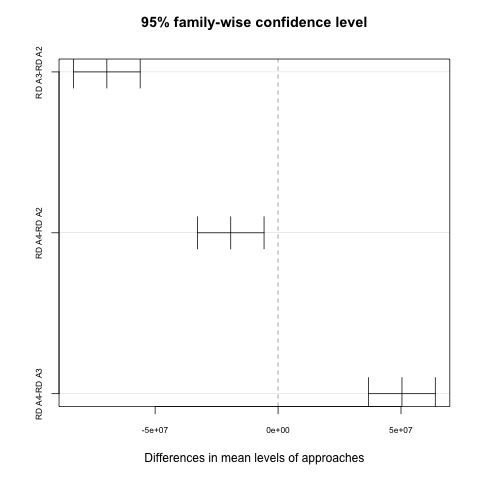 95% family-wise confidence level
RD A3-RD A2
RD A4-RD A2
RD A4-RD A3
-5e+07
0e+00
5e+07
Differences in mean levels of approaches